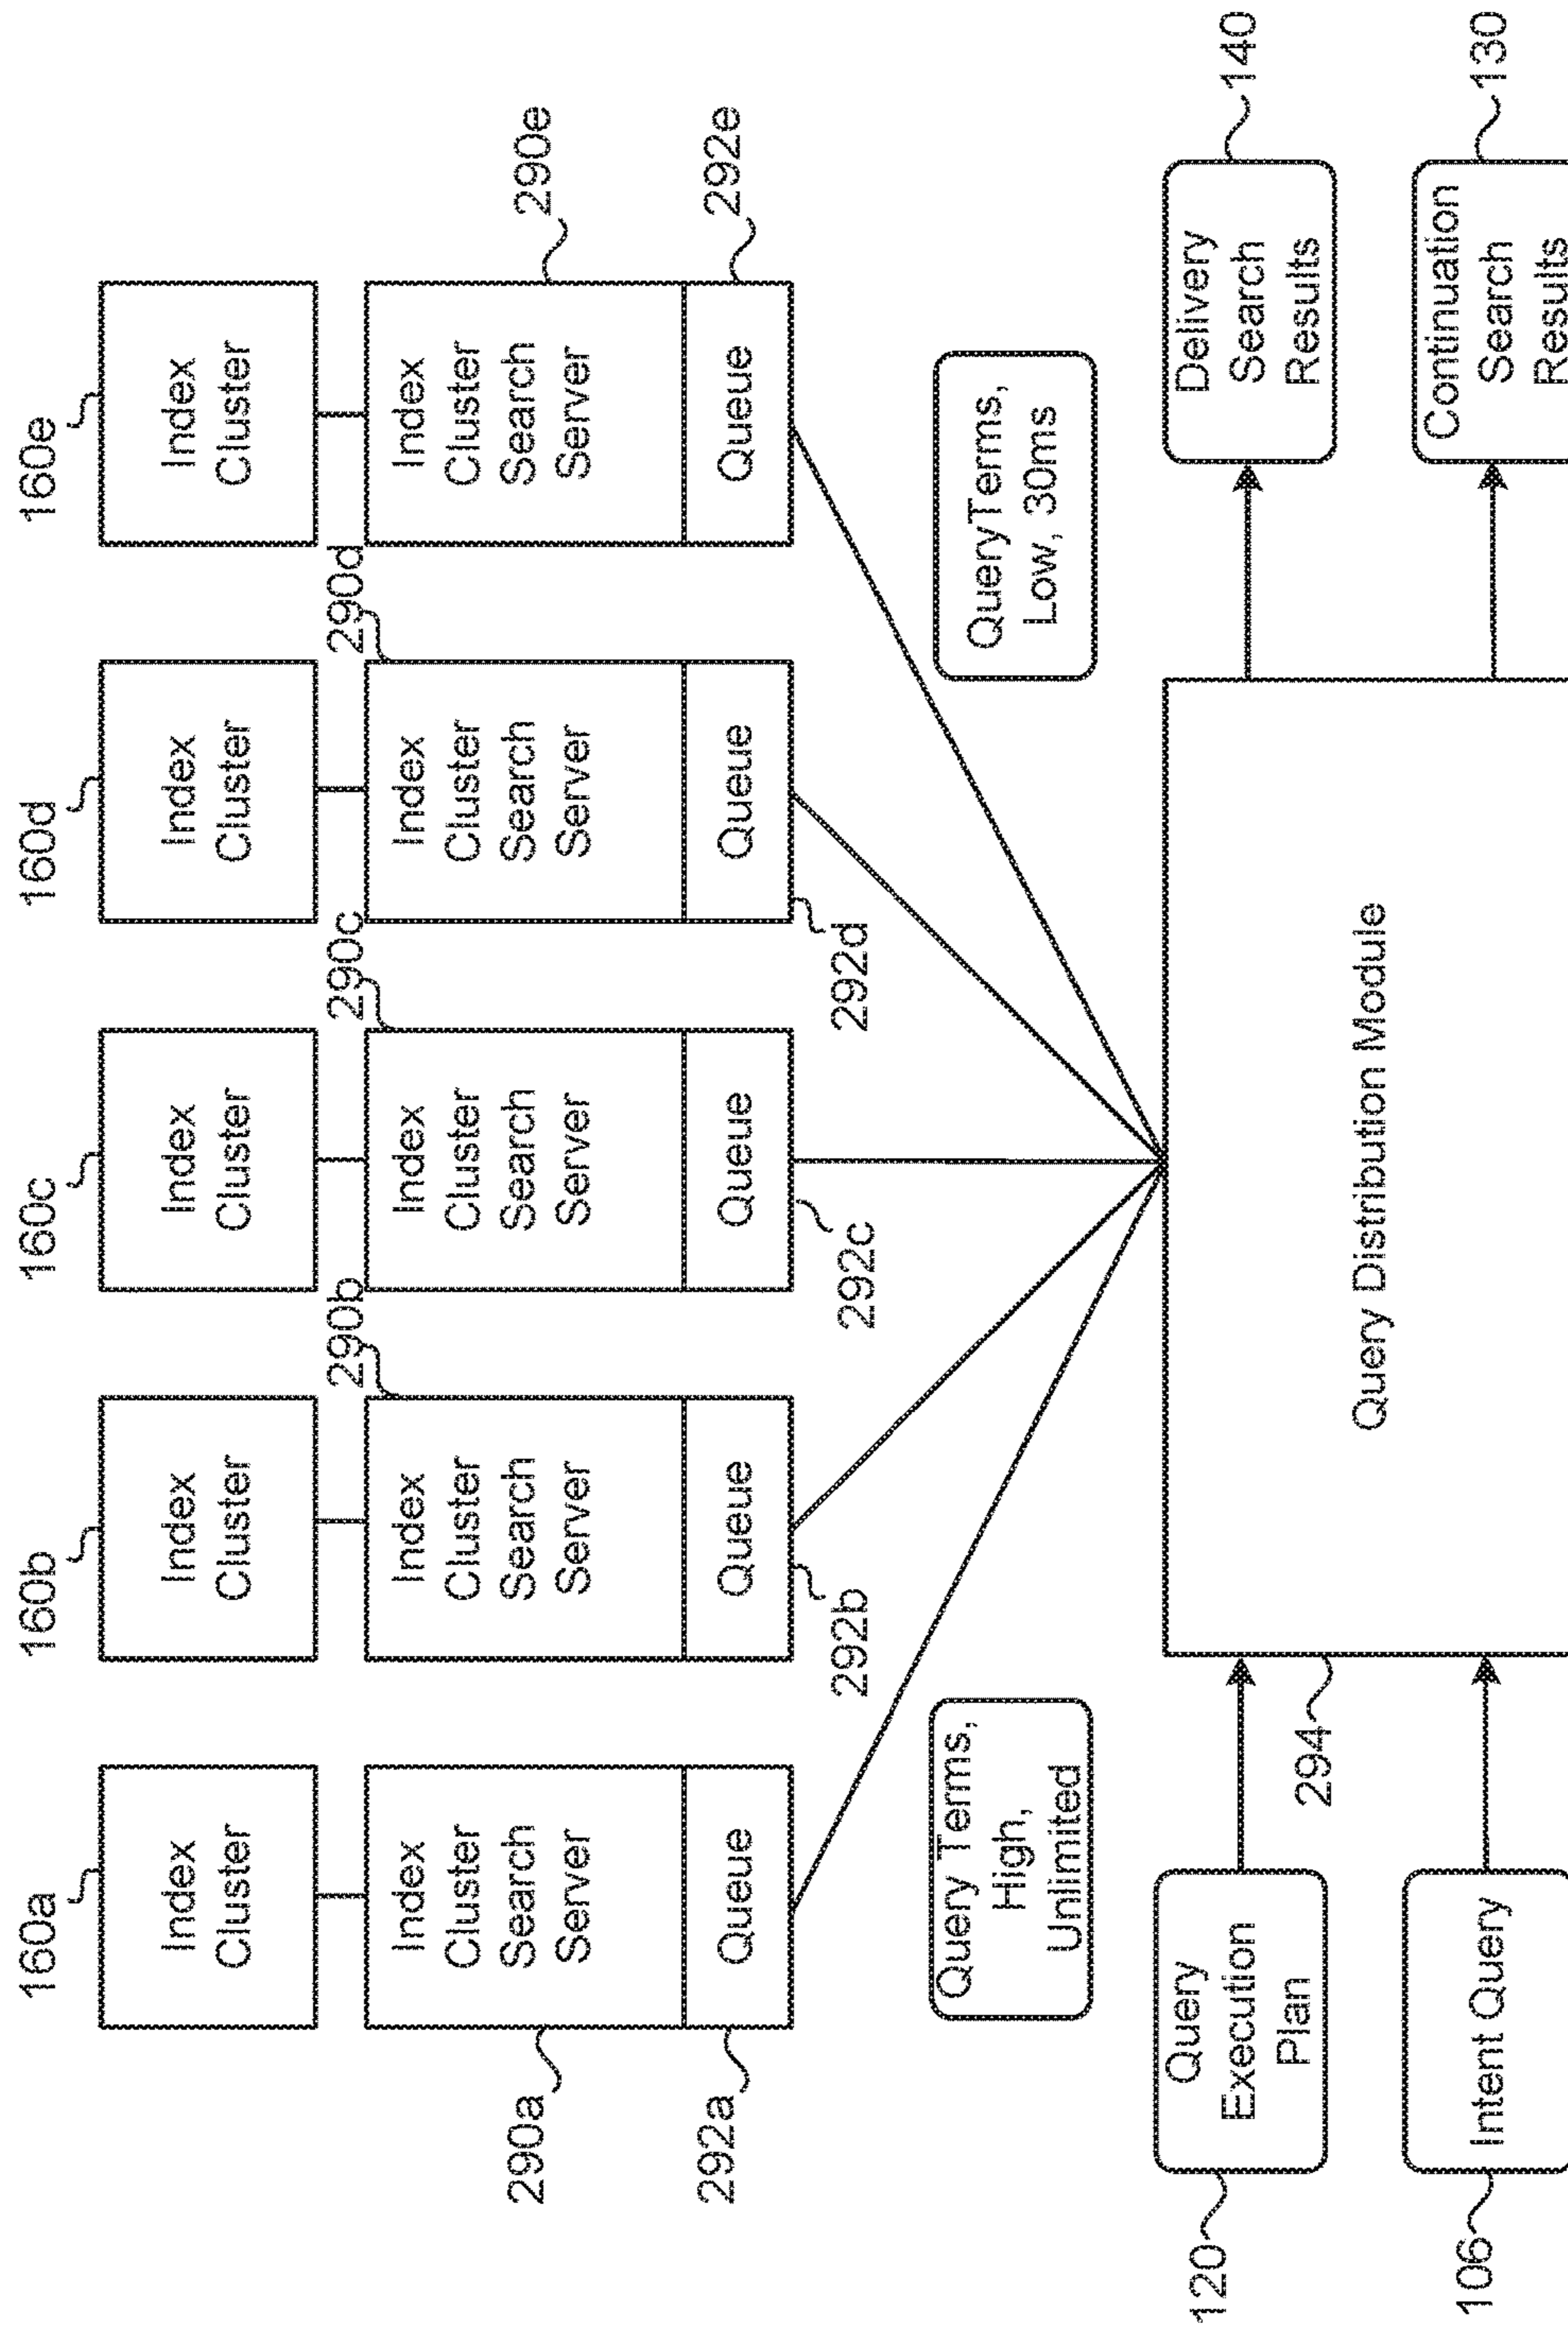 160a
160b
160c
160d
160e
Index
Cluster
Index
Cluster
Index
Cluster
Index
Cluster
Index
Cluster
290b
290c
290d
290a
Index
Cluster
Search
Server
Index
Cluster
Search
Server
Index
Cluster
Search
Server
Index
Cluster
Search
Server
Index
Cluster
Search
Server
290e
292a
Queue
Queue
Queue
Queue
Queue
292e
292b
292c
292d
Query Terms,
High,
Unlimited
QueryTerms,
Low, 30ms
120
Query
Execution
Plan
294
Query Distribution Module
Delivery
Search
Results
140
106
Intent Query
Continuation
Search
Results
130